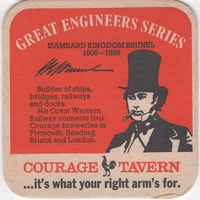 GREAT ENGINEERS SERIES
ISAMBARD KINGDOM BRUNEL
1806 - 1859
Builder of ships,
bridges, railways
and docks.
His Great Western
Railway connects four
Courage breweries in
Plymouth, Reading,
Bristol and London.
COURAGE TAVERN
...it's what your right arm's for.